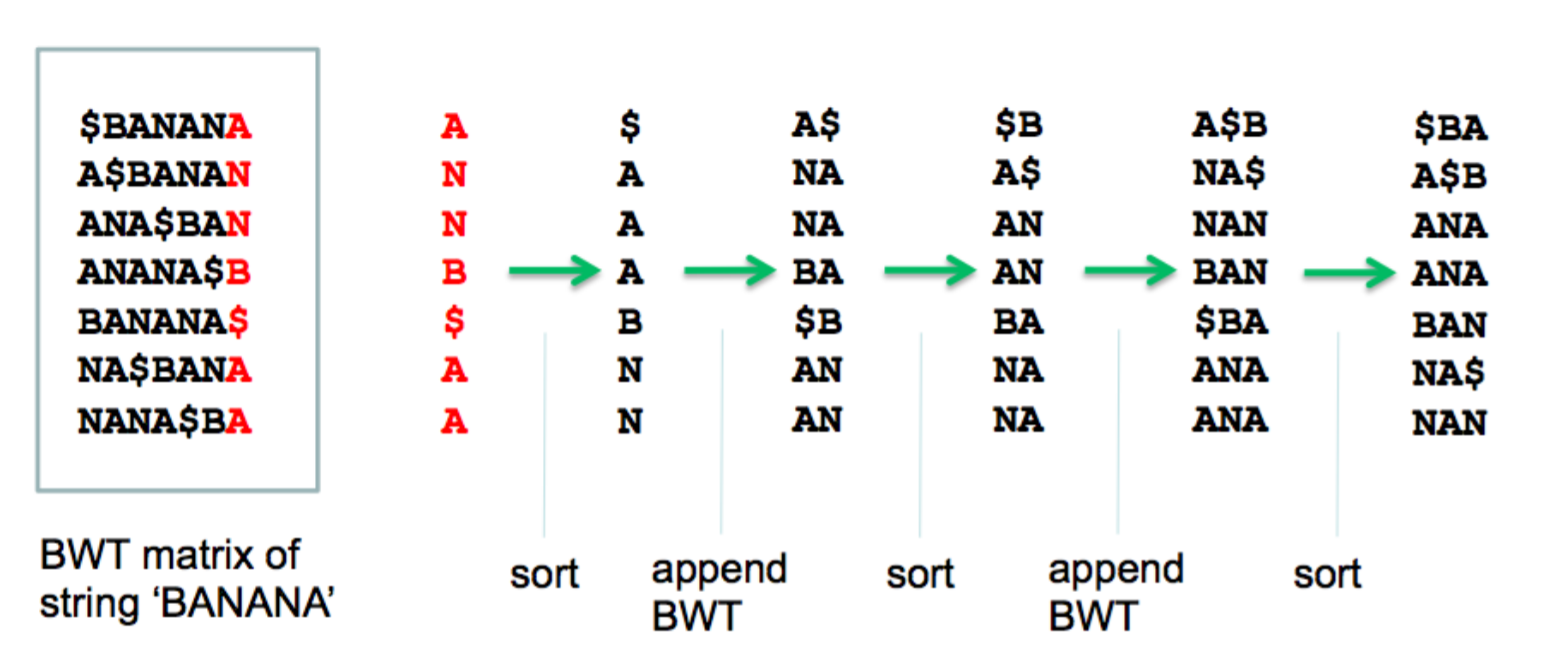 $BANANA A $ A$ $B A$B $BA
A$BANAN N A NA A$ NA$ A$B
ANA$BAN N A NA AN NAN ANA
ANANA$B B A BA AN BAN ANA
BANANA$ $ B $B BA $BA BAN
NA$BANA A N AN NA ANA NA$
NANA$BA A N AN NA ANA NAN
BWT matrix of
string ‘BANANA’
sort
append
BWT
sort
append
BWT
sort